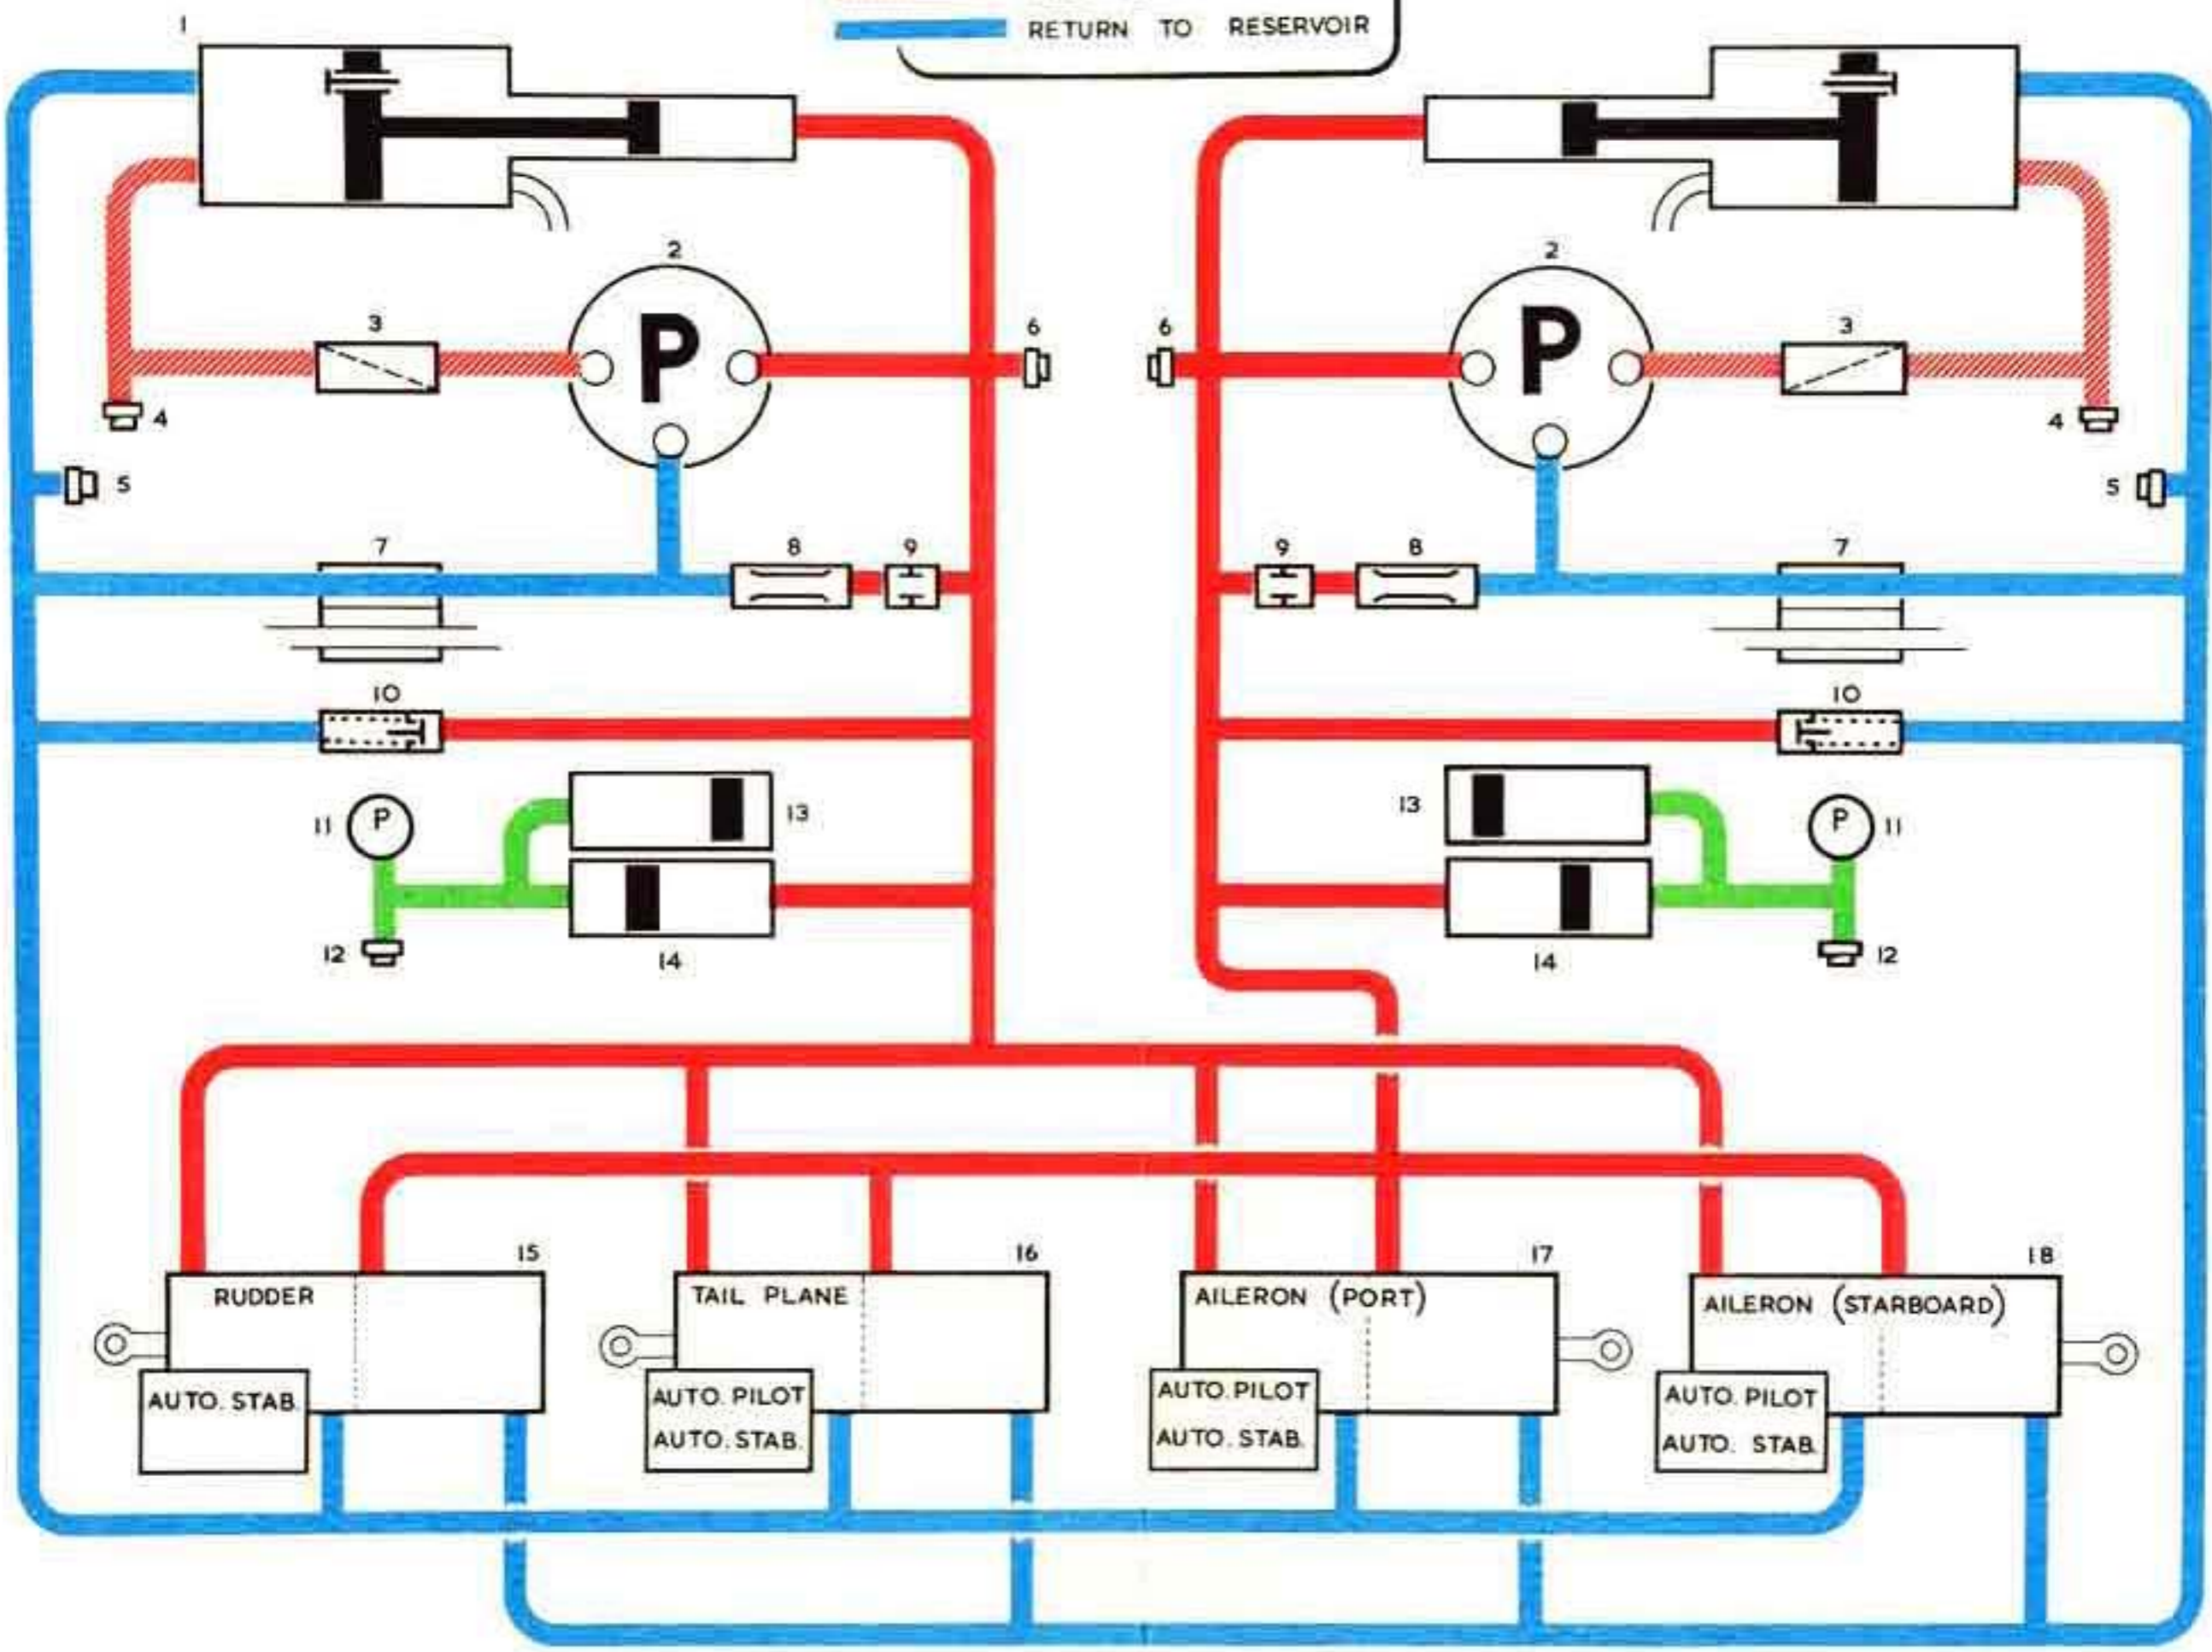 RETURN TO RESERVOIR
1
2
2
P
P
3
3
6
6
4
4
5
5
7
8
9
9
8
7
10
10
11
P
13
13
P
11
12
14
14
12
15
16
17
18
RUDDER
TAIL PLANE
AILERON (PORT)
AILERON (STARBOARD)
AUTO. STAB.
AUTO. PILOT
AUTO. STAB.
AUTO. PILOT
AUTO. STAB.
AUTO. PILOT
AUTO. STAB.